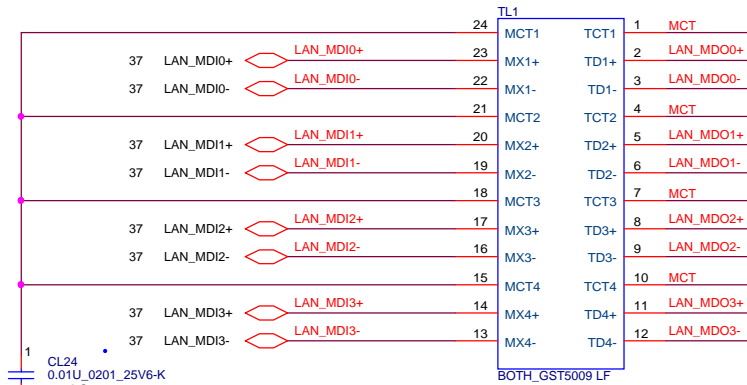 TL1
24 MCT1 TCT1 1 MCT
37 LAN_MDI0+ LAN_MDI0+ 23 MX1+ TD1+ 2 LAN_MDO0+
37 LAN_MDI0- LAN_MDI0- 22 MX1- TD1- 3 LAN_MDO0-
21 MCT2 TCT2 4 MCT
37 LAN_MDI1+ LAN_MDI1+ 20 MX2+ TD2+ 5 LAN_MDO1+
37 LAN_MDI1- LAN_MDI1- 19 MX2- TD2- 6 LAN_MDO1-
18 MCT3 TCT3 7 MCT
37 LAN_MDI2+ LAN_MDI2+ 17 MX3+ TD3+ 8 LAN_MDO2+
37 LAN_MDI2- LAN_MDI2- 16 MX3- TD3- 9 LAN_MDO2-
15 MCT4 TCT4 10 MCT
37 LAN_MDI3+ LAN_MDI3+ 14 MX4+ TD4+ 11 LAN_MDO3+
37 LAN_MDI3- LAN_MDI3- 13 MX4- TD4- 12 LAN_MDO3-
1
CL24
0.01U_0201_25V6-K
BOTH_GST5009 LF